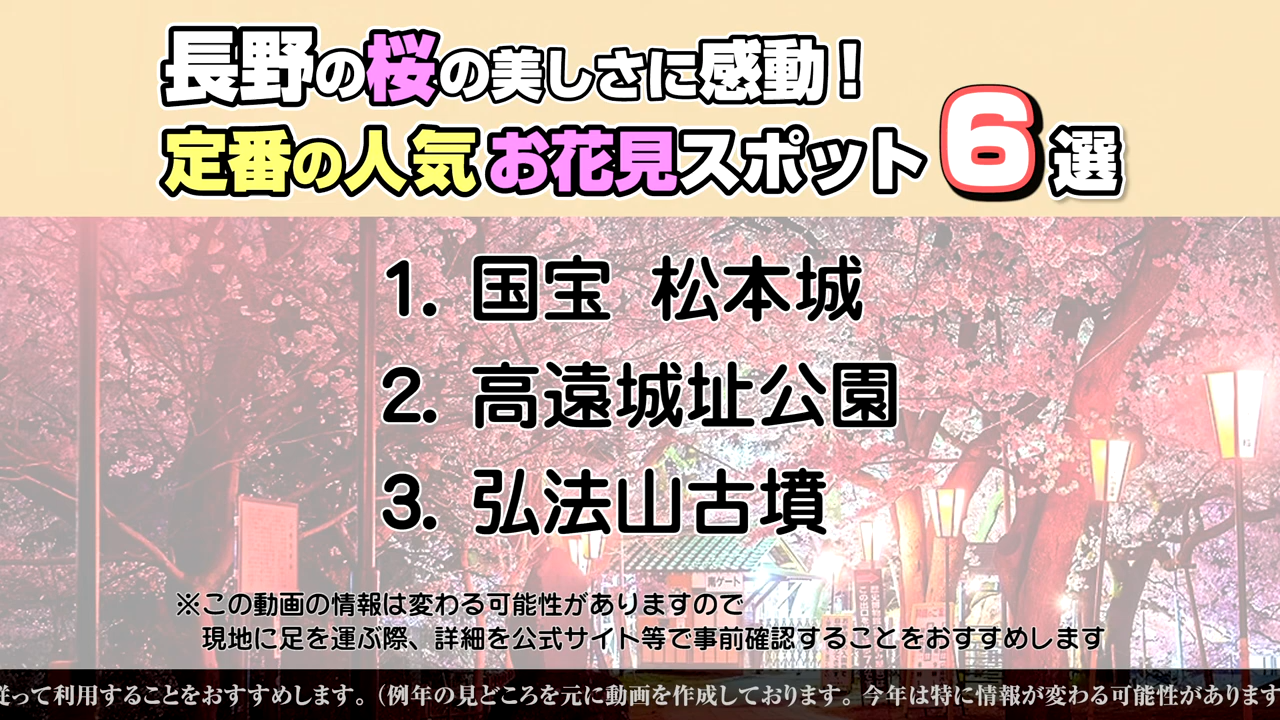 長野の桜の美しさに感動！
定番の人気 お花見スポット6選
1. 国宝 松本城
2. 高遠城址公園
3. 弘法山古墳
南ゲート
※この動画の情報は変わる可能性がありますので
現地に足を運ぶ際、詳細を公式サイト等で事前確認することをおすすめします
従って利用することをおすすめします。（例年の見どころを元に動画を作成しております。今年は特に情報が変わる可能性があります